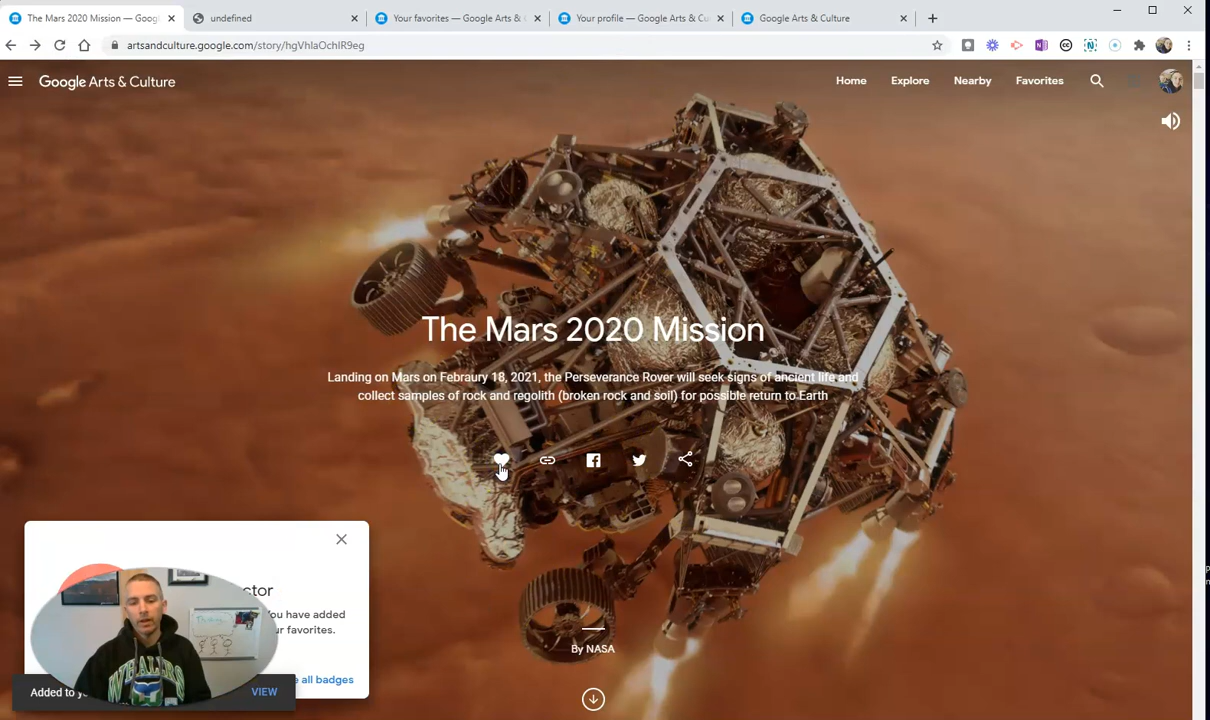 The Mars 2020 Mission — Googl
undefined
Your favorites — Google Arts &
Your profile — Google Arts & Cu
Google Arts & Culture
artsandculture.google.com/story/hgVhlaOchlR9eg
Google Arts & Culture
Home
Explore
Nearby
Favorites
The Mars 2020 Mission
Landing on Mars on Febraury 18, 2021, the Perseverance Rover will seek signs of ancient life and
collect samples of rock and regolith (broken rock and soil) for possible return to Earth
ctor
You have added
ur favorites.
e all badges
Added to y
VIEW
WHALERS
By NASA